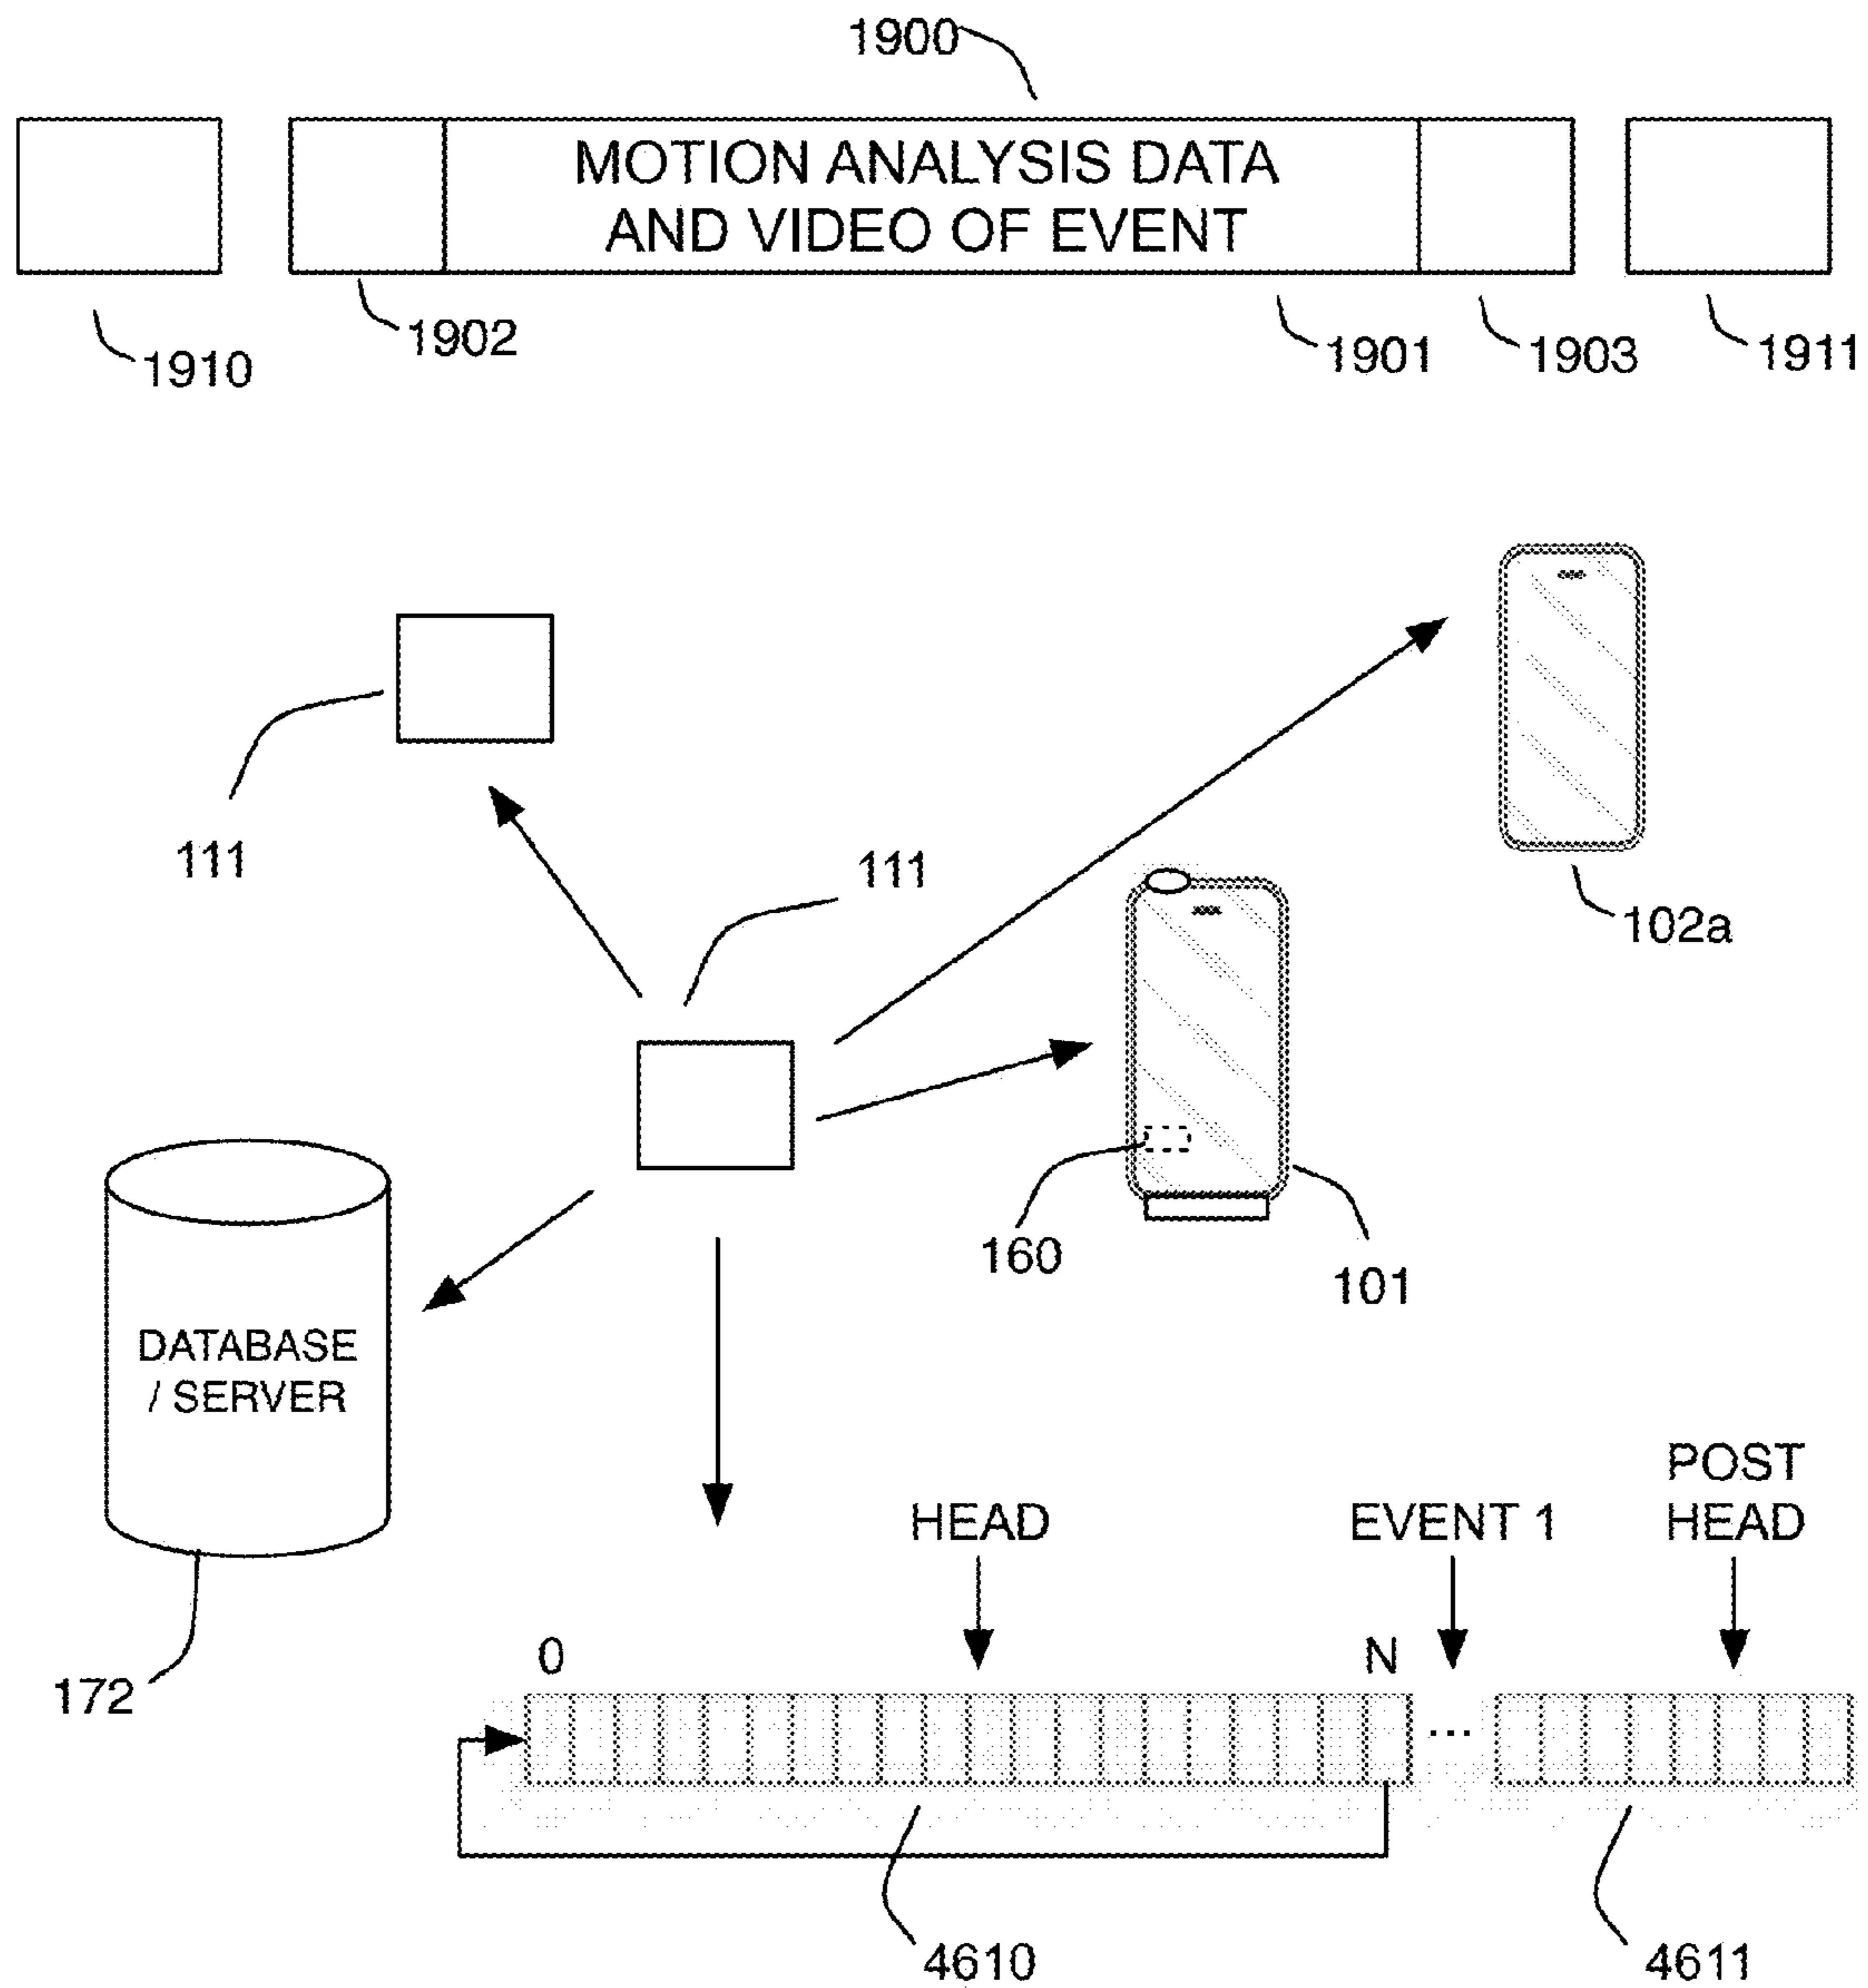 1900
MOTION ANALYSIS DATA
AND VIDEO OF EVENT
1910
1902
1901
1903
1911
111
111
102a
160
101
DATABASE
/ SERVER
172
HEAD
EVENT 1
POST
HEAD
0
N
...
4610
4611